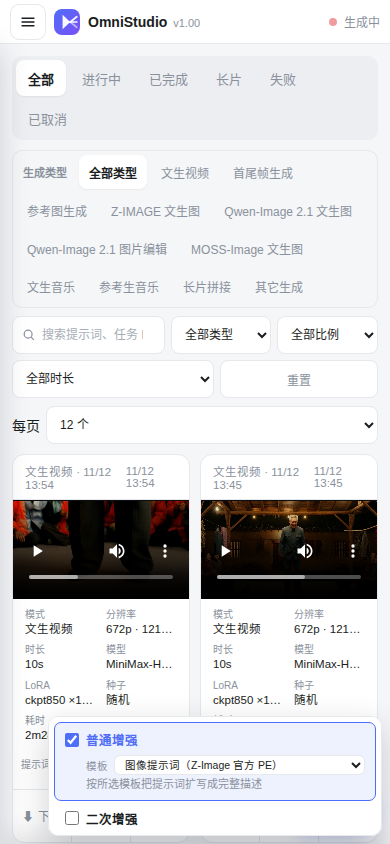 OmniStudio v1.00 生成中
全部 进行中 已完成 长片 失败
已取消
生成类型 全部类型 文生视频 首尾帧生成
参考图生成 Z-IMAGE 文生图 Qwen-Image 2.1 文生图
Qwen-Image 2.1 图片编辑 MOSS-Image 文生图
文生音乐 参考生音乐 长片拼接 其它生成
搜索提示词、任务 全部类型 全部比例
全部时长 重置
每页 12 个
文生视频 · 11/12 13:54 11/12 13:54
文生视频 · 11/12 13:45 11/12 13:45
模式 分辨率 模式 分辨率
文生视频 672p · 121… 文生视频 672p · 121…
时长 模型 时长 模型
10s MiniMax-H… 10s MiniMax-H…
LoRA 种子 LoRA 种子
ckpt850 ×1… 随机 ckpt850 ×1… 随机
耗时
2m2
提示词
下
普通增强
模板 图像提示词（Z-Image 官方 PE）
按所选模板把提示词扩写成完整描述
二次增强